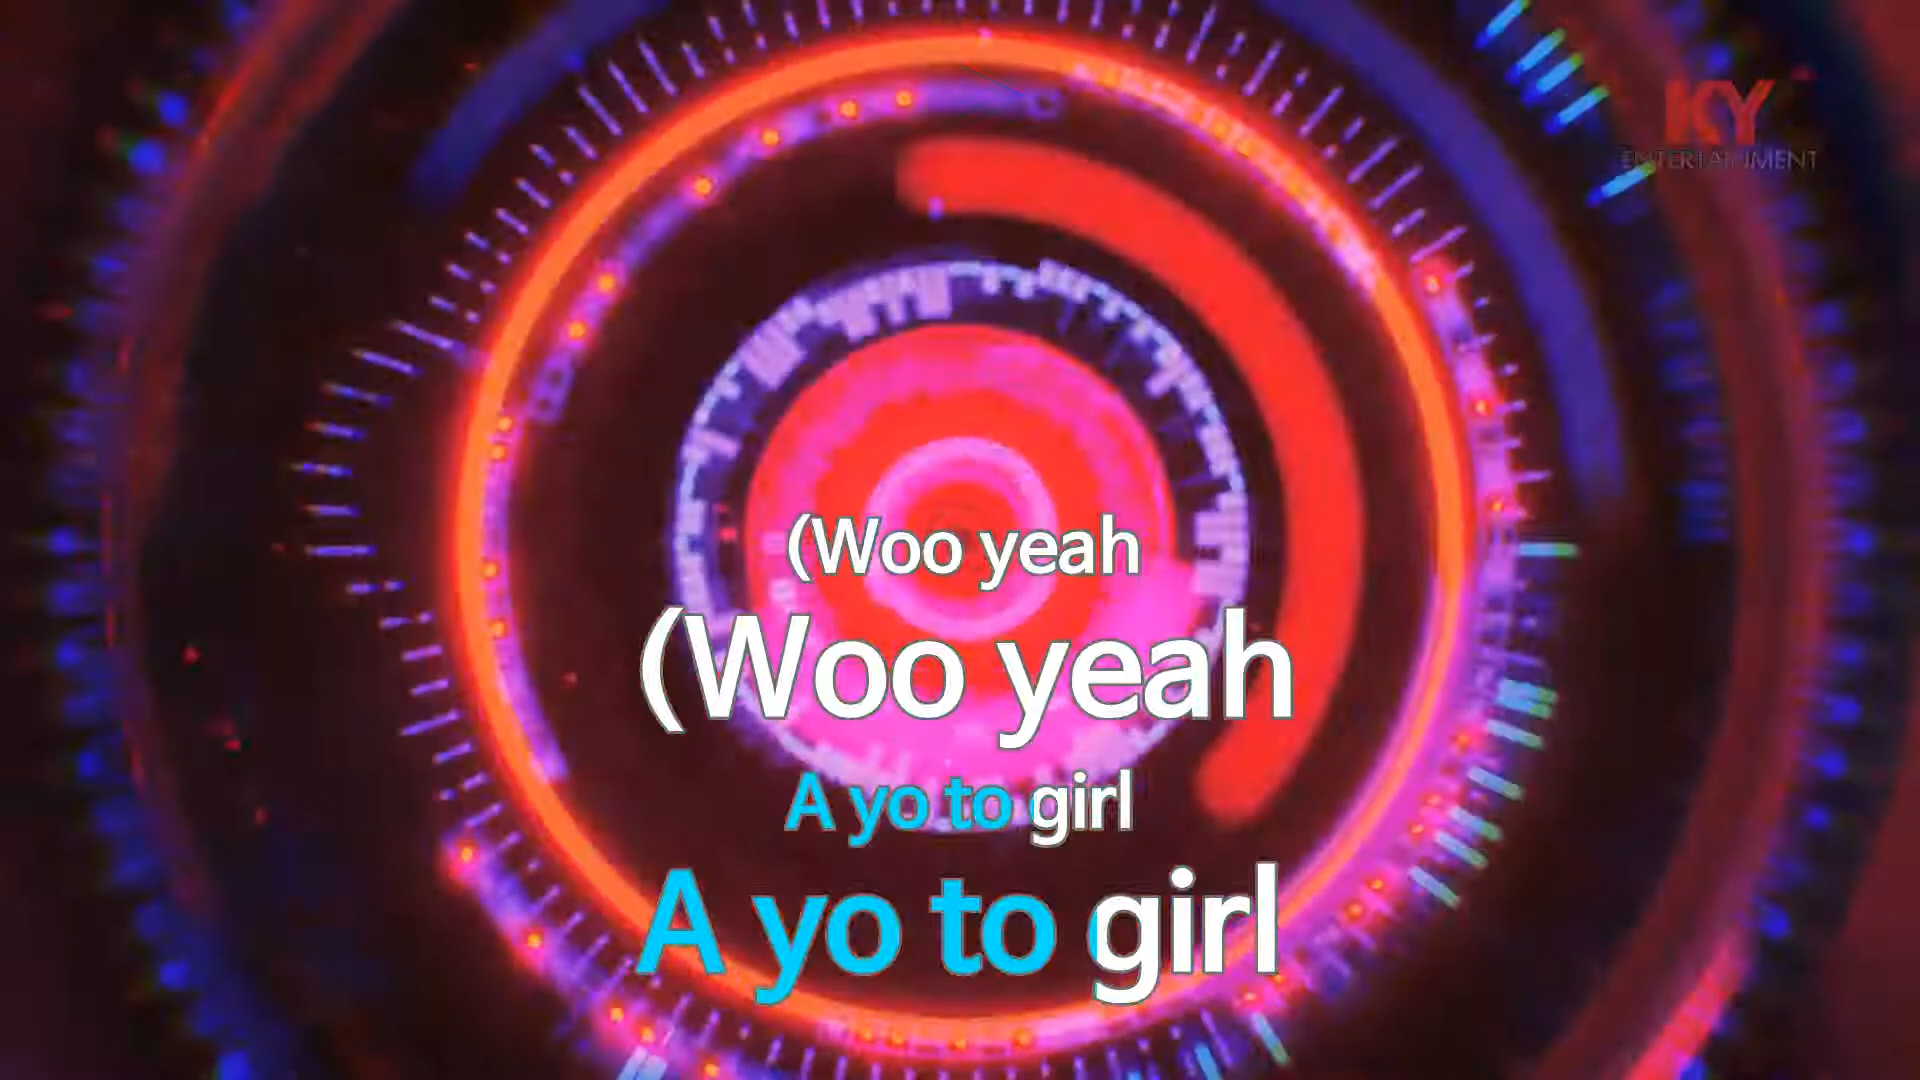 KY
ENTERTAINMENT
(Woo yeah
(Woo yeah
A yo to girl
A yo to girl